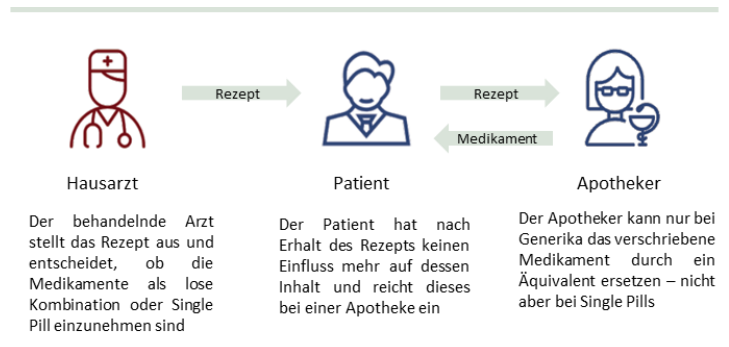 Rezept
Rezept
Medikament
Hausarzt
Patient
Apotheker
Der behandelnde Arzt
stellt das Rezept aus und
entscheidet, ob die
Medikamente als lose
Kombination oder Single
Pill einzunehmen sind
Der Patient hat nach
Erhalt des Rezepts keinen
Einfluss mehr auf dessen
Inhalt und reicht dieses
bei einer Apotheke ein
Der Apotheker kann nur bei
Generika das verschriebene
Medikament durch ein
Äquivalent ersetzen – nicht
aber bei Single Pills